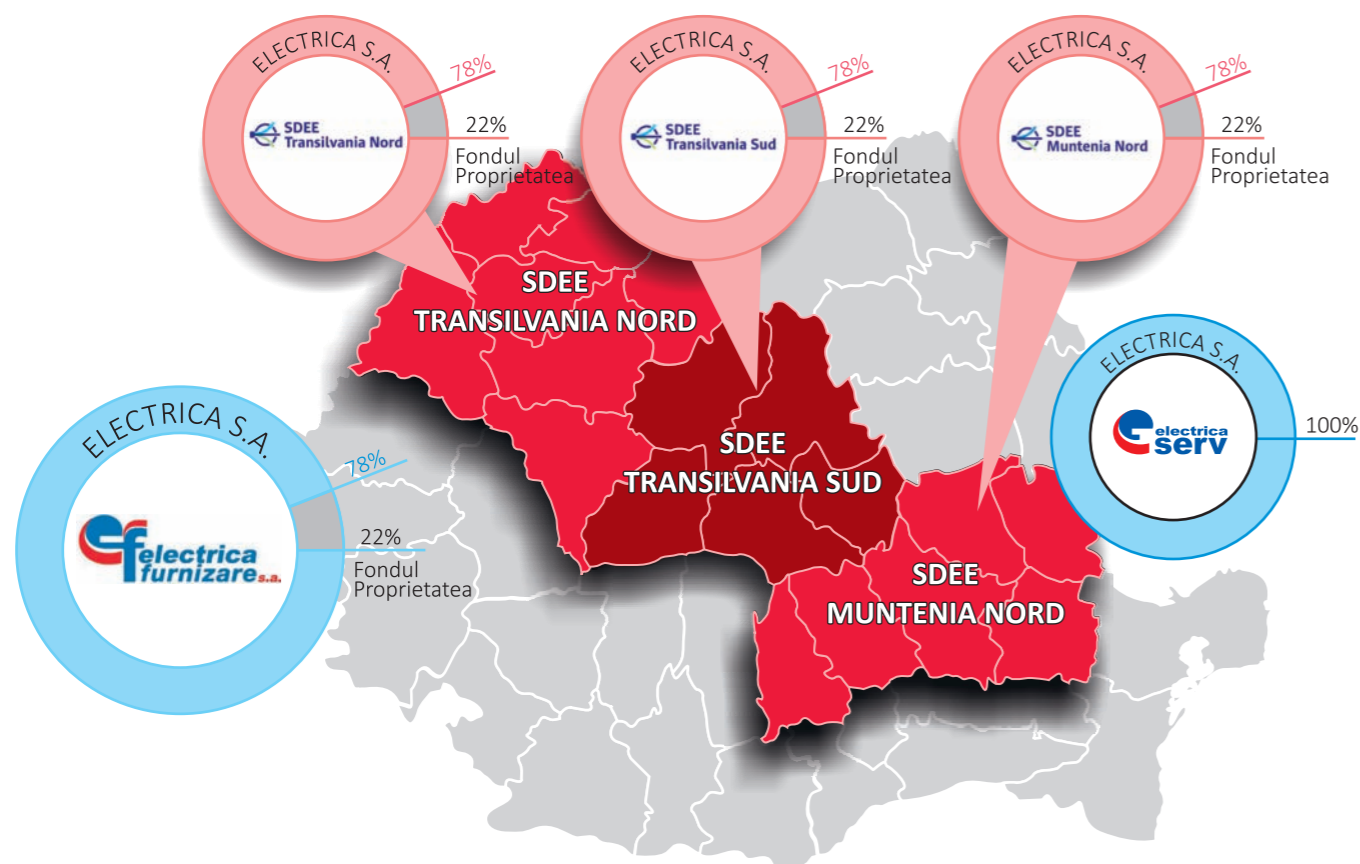 ELECTRICA S.A.
78%
SDEE
Transilvania Nord
22%
Fondul
Proprietatea
ELECTRICA S.A.
78%
SDEE
Transilvania Sud
22%
Fondul
Proprietatea
ELECTRICA S.A.
78%
SDEE
Muntenia Nord
22%
Fondul
Proprietatea
SDEE
TRANSILVANIA NORD
ELECTRICA S.A.
electrica
serv
100%
ELECTRICA S.A.
78%
electrica
furnizare s.a.
22%
Fondul
Proprietatea
SDEE
TRANSILVANIA SUD
SDEE
MUNTENIA NORD